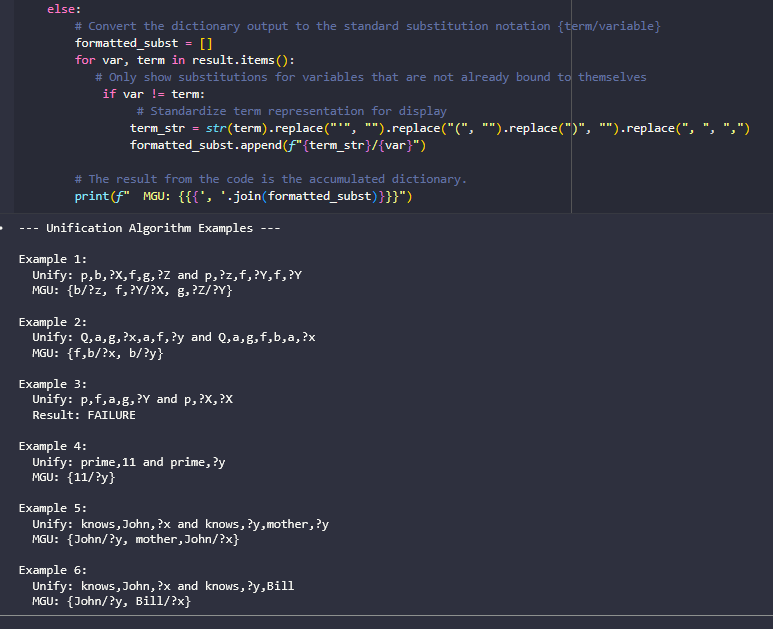 else:
# Convert the dictionary output to the standard substitution notation {term/variable}
formatted_subst = []
for var, term in result.items():
# Only show substitutions for variables that are not already bound to themselves
if var != term:
# Standardize term representation for display
term_str = str(term).replace("'", "").replace("(", "").replace(")", "").replace(", ", ",")
formatted_subst.append(f"{term_str}/{var}")
# The result from the code is the accumulated dictionary.
print(f"  MGU: {{{', '.join(formatted_subst)}}}")
--- Unification Algorithm Examples ---
Example 1:
Unify: p,b,?X,f,g,?Z and p,?z,f,?Y,f,?Y
MGU: {b/?z, f,?Y/?X, g,?Z/?Y}
Example 2:
Unify: Q,a,g,?x,a,f,?y and Q,a,g,f,b,a,?x
MGU: {f,b/?x, b/?y}
Example 3:
Unify: p,f,a,g,?Y and p,?X,?X
Result: FAILURE
Example 4:
Unify: prime,11 and prime,?y
MGU: {11/?y}
Example 5:
Unify: knows,John,?x and knows,?y,mother,?y
MGU: {John/?y, mother,John/?x}
Example 6:
Unify: knows,John,?x and knows,?y,Bill
MGU: {John/?y, Bill/?x}